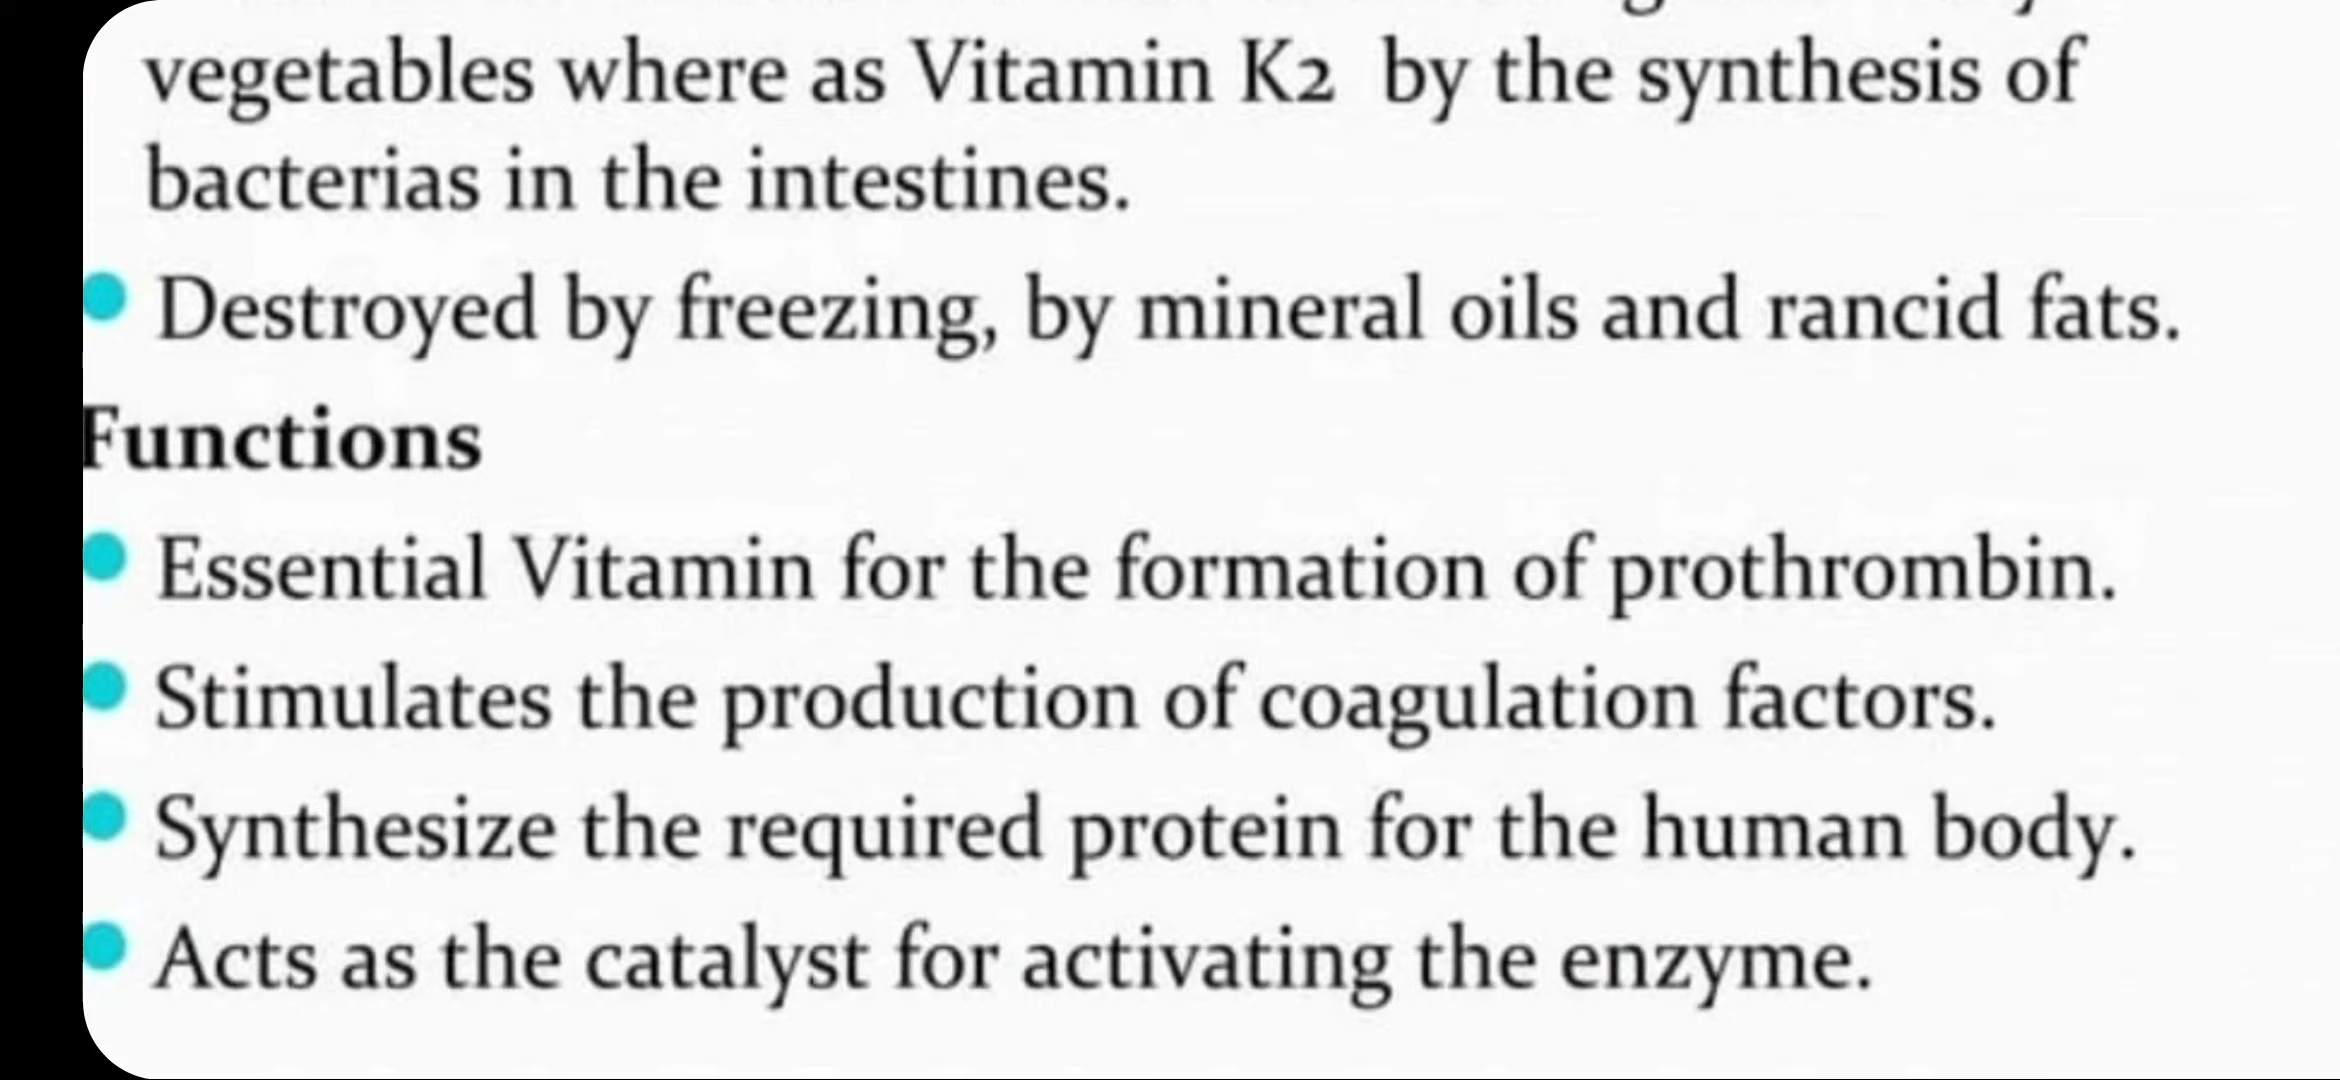 vegetables where as Vitamin K2 by the synthesis of
bacterias in the intestines.
Destroyed by freezing, by mineral oils and rancid fats.
Functions
Essential Vitamin for the formation of prothrombin.
Stimulates the production of coagulation factors.
Synthesize the required protein for the human body.
Acts as the catalyst for activating the enzyme.